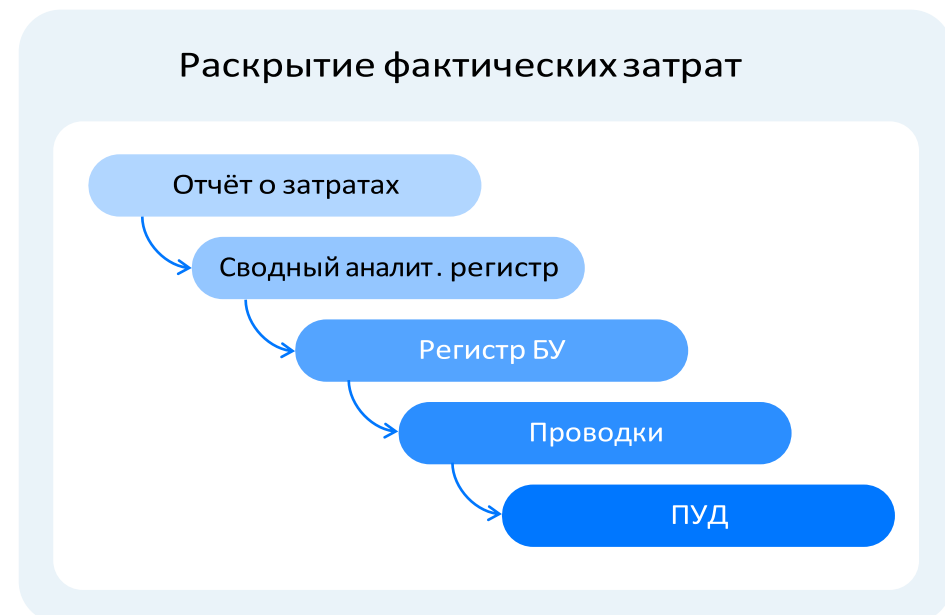 Раскрытие фактических затрат
Отчёт о затратах
Сводный аналит. регистр
Регистр БУ
Проводки
ПУД